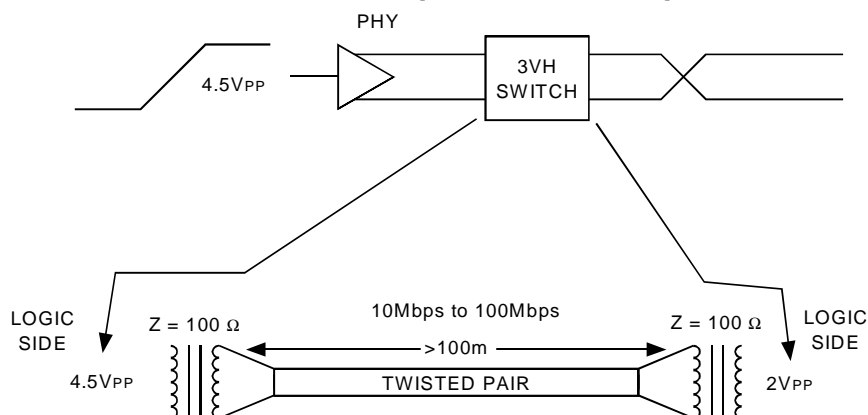 PHY
4.5VPP
3VH
SWITCH
10Mbps to 100Mbps
LOGIC
SIDE
Z = 100 Ω
Z = 100 Ω
LOGIC
SIDE
>100m
4.5VPP
TWISTED PAIR
2VPP